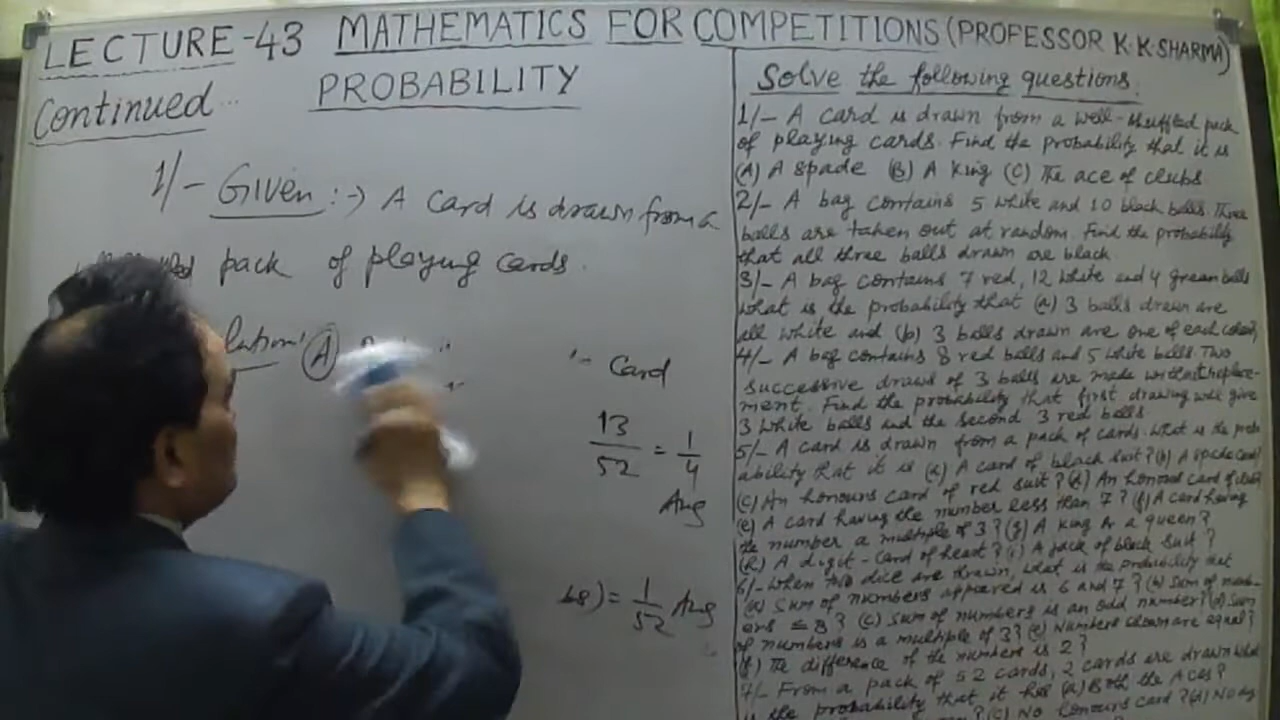 LECTURE-43 MATHEMATICS FOR COMPETITIONS (PROFESSOR K.K.SHARMA)
Continued... PROBABILITY
1/- Given :-) A Card is drawn from a
pack of playing cards.
lution: (A)
Card
13
52 = 1
4
Ang
) = 1
52 Ang
Solve the following questions.
1/- A card is drawn from a well-shuffled pack
of playing cards. Find the probability that it is
(A) A spade (B) A King (C) The ace of clubs
2/- A bag contains 5 white and 10 black balls. Three
balls are taken out at random. Find the probability
that all three balls drawn are black.
3/- A bag contains 7 red, 12 white and 4 green balls
what is the probability that (a) 3 balls drawn are
all white and (b) 3 balls drawn are one of each colour,
4/- A bag contains 8 red balls and 5 white balls. Two
successive draws of 3 balls are made without replace-
ment. Find the probability that first drawing will give
3 white balls and the second 3 red balls
5/- A card is drawn from a pack of cards. what is the prob-
ability that it is (a) A card of black suit? (b) A spade card
(c) An honours card of red suit? (d) An honours card of
(e) A card having the number less than 7? (f) A card having
the number a multiple of 3? (g) A king or a queen?
(h) A digit-card of heart? (i) A jack of black suit?
6/- when two dice are thrown, what is the probability that
(a) Sum of numbers appeared is 6 and 7? (b) Sum of numb-
ers ≤ 8? (c) Sum of numbers is an odd number? (d) Sum
of numbers is a multiple of 3? (e) Numbers shown are equal?
(f) The difference of the numbers is 2?
7/- From a pack of 52 cards, 2 cards are drawn what
is the probability that it has (a) Both the Aces?
? (c) No honours card? (d) No